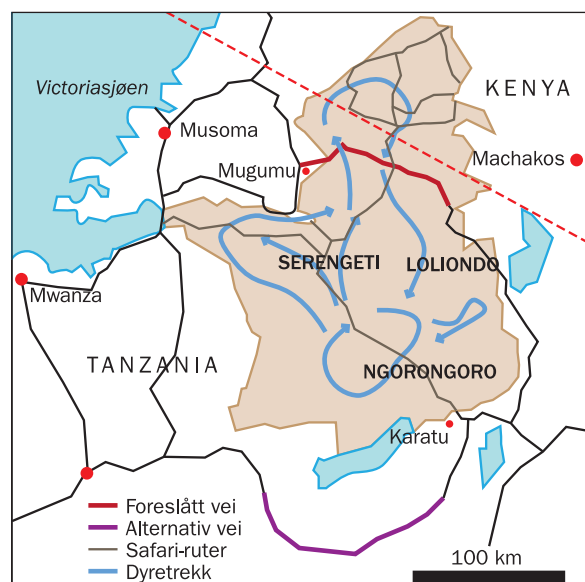 Victoriasjøen
KENYA
Musoma
Machakos
Mugumu
SERENGETI
LOLIONDO
Mwanza
TANZANIA
NGORONGORO
Karatu
Foreslått vei
Alternativ vei
Safari-ruter
Dyretrekk
100 km